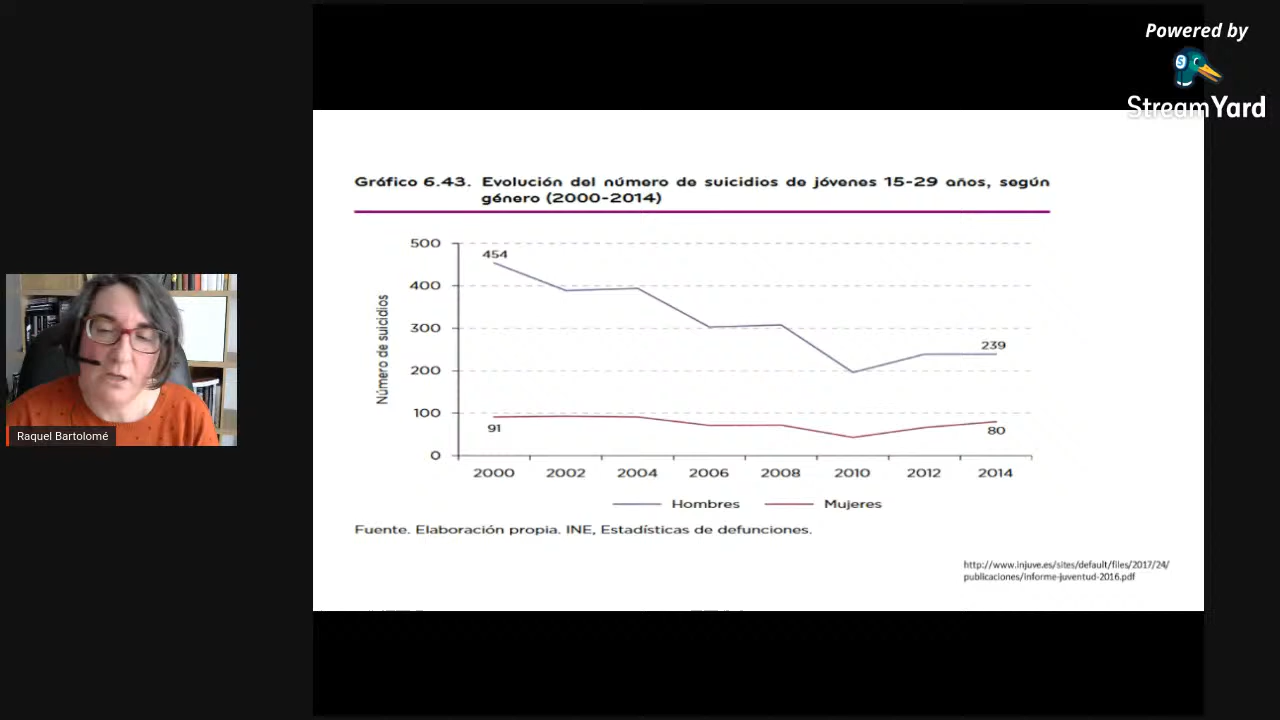 Powered by
StreamYard
Gráfico 6.43. Evolución del número de suicidios de jóvenes 15-29 años, según
género (2000-2014)
500
400
300
200
100
0
Número de suicidios
454
239
91
80
2000 2002 2004 2006 2008 2010 2012 2014
Hombres Mujeres
Fuente. Elaboración propia. INE, Estadísticas de defunciones.
http://www.injuve.es/sites/default/files/2017/24/
publicaciones/informe-juventud-2016.pdf
Raquel Bartolomé